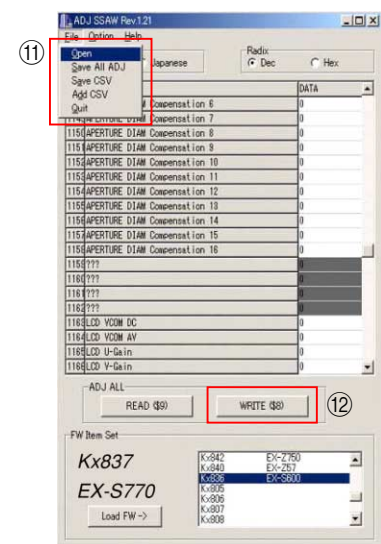 ADJ SSAW Rev1.21
File Option Help
⑪
Open
Save All ADJ
Save CSV
Add CSV
Quit
Japanese
Radix
Dec Hex
DATA
Compensation 6 0
APERTURE DIAM Compensation 7 0
1150 APERTURE DIAM Compensation 8 0
1151 APERTURE DIAM Compensation 9 0
1152 APERTURE DIAM Compensation 10 0
1153 APERTURE DIAM Compensation 11 0
1154 APERTURE DIAM Compensation 12 0
1155 APERTURE DIAM Compensation 13 0
1156 APERTURE DIAM Compensation 14 0
1157 APERTURE DIAM Compensation 15 0
1158 APERTURE DIAM Compensation 16 0
1159 ??? 0
1160 ??? 0
1161 ??? 0
1162 ??? 0
1163 LCD VCOM DC 0
1164 LCD VCOM AV 0
1165 LCD U-Gain 0
1166 LCD V-Gain 0
ADJ ALL
READ ($9) WRITE ($8) ⑫
FW Item Set
Kx837
EX-S770
Load FW ->
Kx842 EX-Z750
Kx840 EX-Z57
Kx836 EX-S600
Kx805
Kx806
Kx807
Kx808